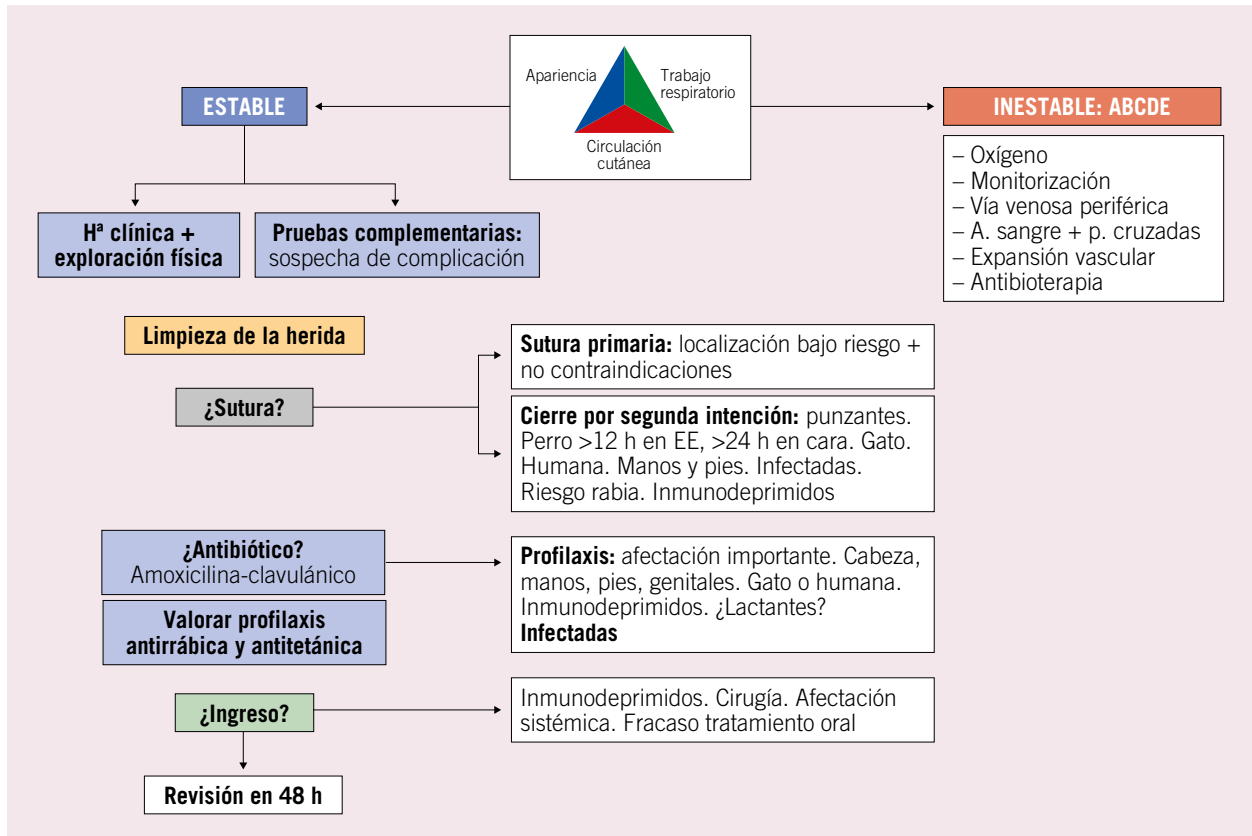 Apariencia
Trabajo
respiratorio
Circulación
cutánea
ESTABLE
INESTABLE: ABCDE
– Oxígeno
– Monitorización
– Vía venosa periférica
– A. sangre + p. cruzadas
– Expansión vascular
– Antibioterapia
Hª clínica +
exploración física
Pruebas complementarias:
sospecha de complicación
Limpieza de la herida
¿Sutura?
Sutura primaria: localización bajo riesgo +
no contraindicaciones
Cierre por segunda intención: punzantes.
Perro >12 h en EE, >24 h en cara. Gato.
Humana. Manos y pies. Infectadas.
Riesgo rabia. Inmunodeprimidos
¿Antibiótico?
Amoxicilina-clavulánico
Valorar profilaxis
antirrábica y antitetánica
Profilaxis: afectación importante. Cabeza,
manos, pies, genitales. Gato o humana.
Inmunodeprimidos. ¿Lactantes?
Infectadas
¿Ingreso?
Inmunodeprimidos. Cirugía. Afectación
sistémica. Fracaso tratamiento oral
Revisión en 48 h